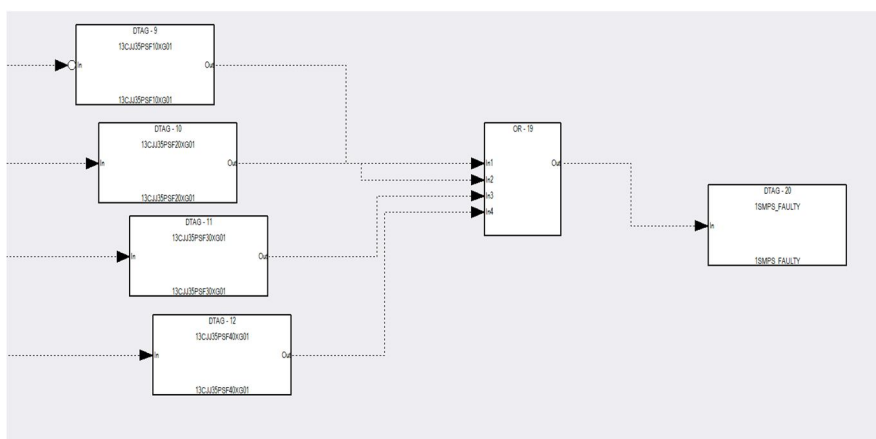 DTAG - 9
13CJJ35PSF10XG01
In
Out
13CJJ35PSF10XG01
DTAG - 10
13CJJ35PSF20XG01
In
Out
13CJJ35PSF20XG01
DTAG - 11
13CJJ35PSF30XG01
In
Out
13CJJ35PSF30XG01
DTAG - 12
13CJJ35PSF40XG01
In
Out
13CJJ35PSF40XG01
OR - 19
In1
Out
In2
In3
In4
DTAG - 20
1SMPS_FAULTY
In
1SMPS_FAULTY